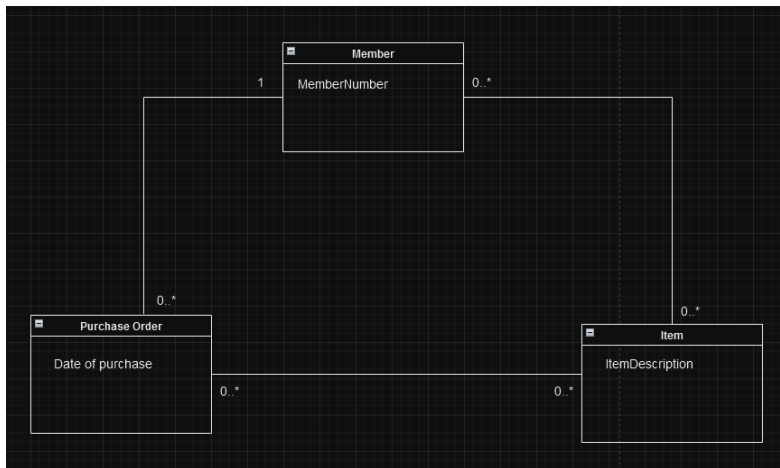 Member
1
MemberNumber
0..*
0..*
Purchase Order
Date of purchase
0..*
0..*
0..*
Item
ItemDescription